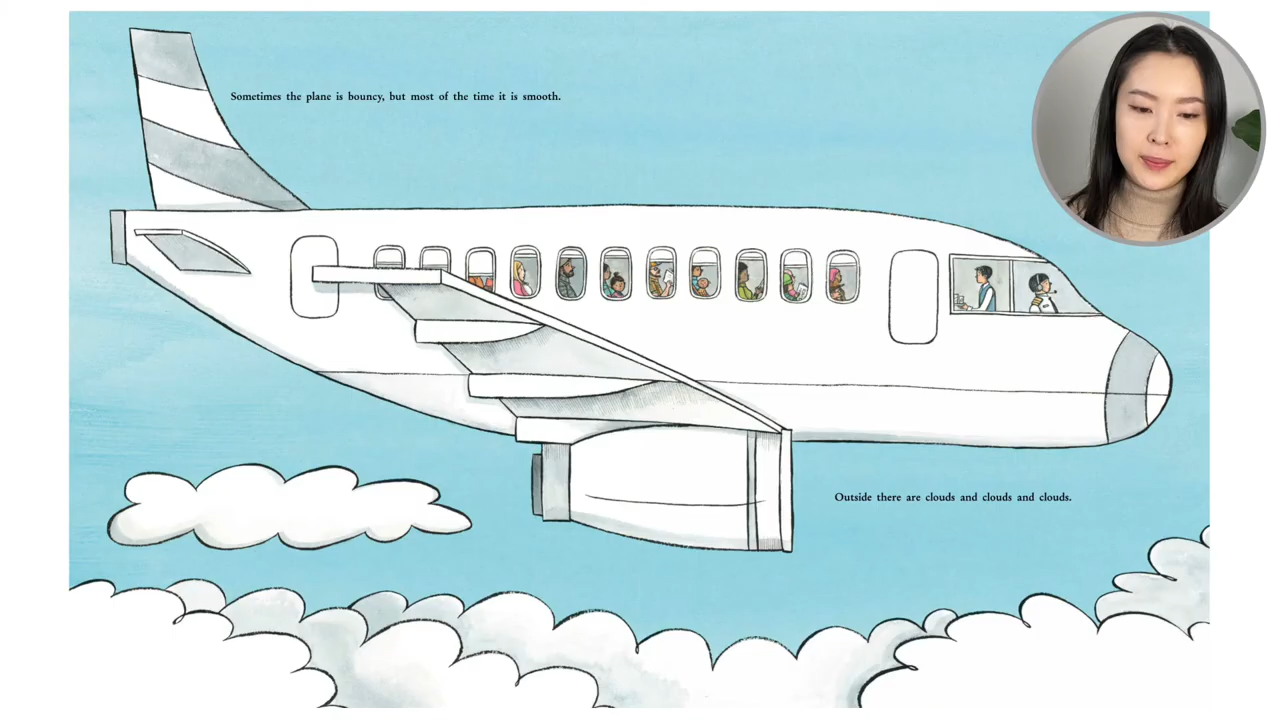 Sometimes the plane is bouncy, but most of the time it is smooth.
Outside there are clouds and clouds and clouds.